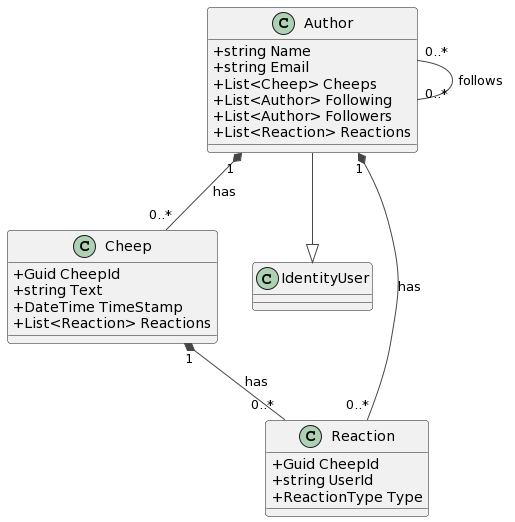 C Author
+string Name
+string Email
+List<Cheep> Cheeps
+List<Author> Following
+List<Author> Followers
+List<Reaction> Reactions
0..*
follows
0..*
1
1
has
0..*
C Cheep
+Guid CheepId
+string Text
+DateTime TimeStamp
+List<Reaction> Reactions
C IdentityUser
has
1
has
0..*
0..*
C Reaction
+Guid CheepId
+string UserId
+ReactionType Type